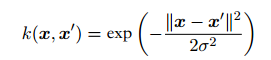 k(𝒙, 𝒙′) = exp ( − ‖𝒙 − 𝒙′‖² / 2σ² )